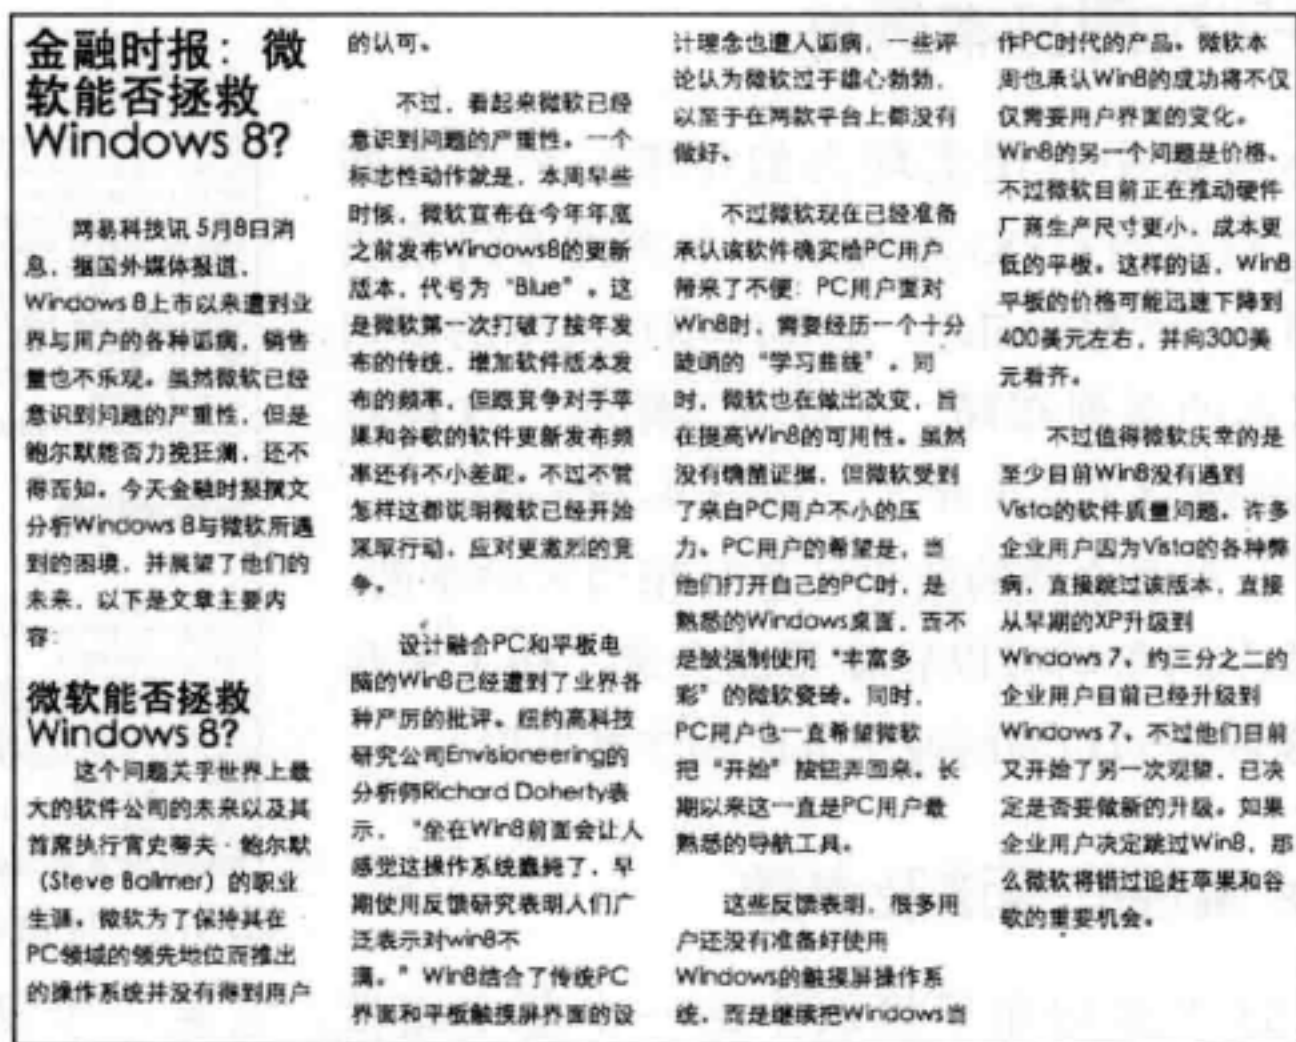 金融时报：微
软能否拯救
Windows 8?
网易科技讯 5月8日消
息，据国外媒体报道，
Windows 8上市以来遭到业
界与用户的各种诟病，销售
量也不乐观。虽然微软已经
意识到问题的严重性，但是
鲍尔默能否力挽狂澜，还不
得而知。今天金融时报撰文
分析Windows 8与微软所遇
到的困境，并展望了他们的
未来，以下是文章主要内
容：
微软能否拯救
Windows 8?
这个问题关乎世界上最
大的软件公司的未来以及其
首席执行官史蒂夫·鲍尔默
（Steve Ballmer）的职业
生涯。微软为了保持其在
PC领域的领先地位而推出
的操作系统并没有得到用户
的认可。
不过，看起来微软已经
意识到问题的严重性。一个
标志性动作就是，本周早些
时候，微软宣布在今年年底
之前发布Windows8的更新
版本，代号为“Blue”。这
是微软第一次打破了按年发
布的传统，增加软件版本发
布的频率，但跟竞争对手苹
果和谷歌的软件更新发布频
率还有不小差距。不过不管
怎样这都说明微软已经开始
采取行动，应对更激烈的竞
争。
设计融合PC和平板电
脑的Win8已经遭到了业界各
种严厉的批评。纽约高科技
研究公司Envisioneering的
分析师Richard Doherty表
示，“坐在Win8前面会让人
感觉这操作系统蠢毙了，早
期使用反馈研究表明人们广
泛表示对win8不
满。”Win8结合了传统PC
界面和平板触摸屏界面的设
计理念也遭人诟病，一些评
论认为微软过于雄心勃勃，
以至于在两款平台上都没有
做好。
不过微软现在已经准备
承认该软件确实给PC用户
带来了不便：PC用户面对
Win8时，需要经历一个十分
陡峭的“学习曲线”。同
时，微软也在做出改变，旨
在提高Win8的可用性。虽然
没有确凿证据，但微软受到
了来自PC用户不小的压
力。PC用户的希望是，当
他们打开自己的PC时，是
熟悉的Windows桌面，而不
是被强制使用“丰富多
彩”的微软瓷砖。同时，
PC用户也一直希望微软
把“开始”按钮弄回来。长
期以来这一直是PC用户最
熟悉的导航工具。
这些反馈表明，很多用
户还没有准备好使用
Windows的触摸屏操作系
统，而是继续把Windows当
作PC时代的产品。微软本
周也承认Win8的成功将不仅
仅需要用户界面的变化。
Win8的另一个问题是价格。
不过微软目前正在推动硬件
厂商生产尺寸更小，成本更
低的平板。这样的话，Win8
平板的价格可能迅速下降到
400美元左右，并向300美
元看齐。
不过值得微软庆幸的是
至少目前Win8没有遇到
Vista的软件质量问题。许多
企业用户因为Vista的各种弊
病，直接跳过该版本，直接
从早期的XP升级到
Windows 7。约三分之二的
企业用户目前已经升级到
Windows 7。不过他们目前
又开始了另一次观望，已决
定是否要做新的升级。如果
企业用户决定跳过Win8，那
么微软将错过追赶苹果和谷
歌的重要机会。